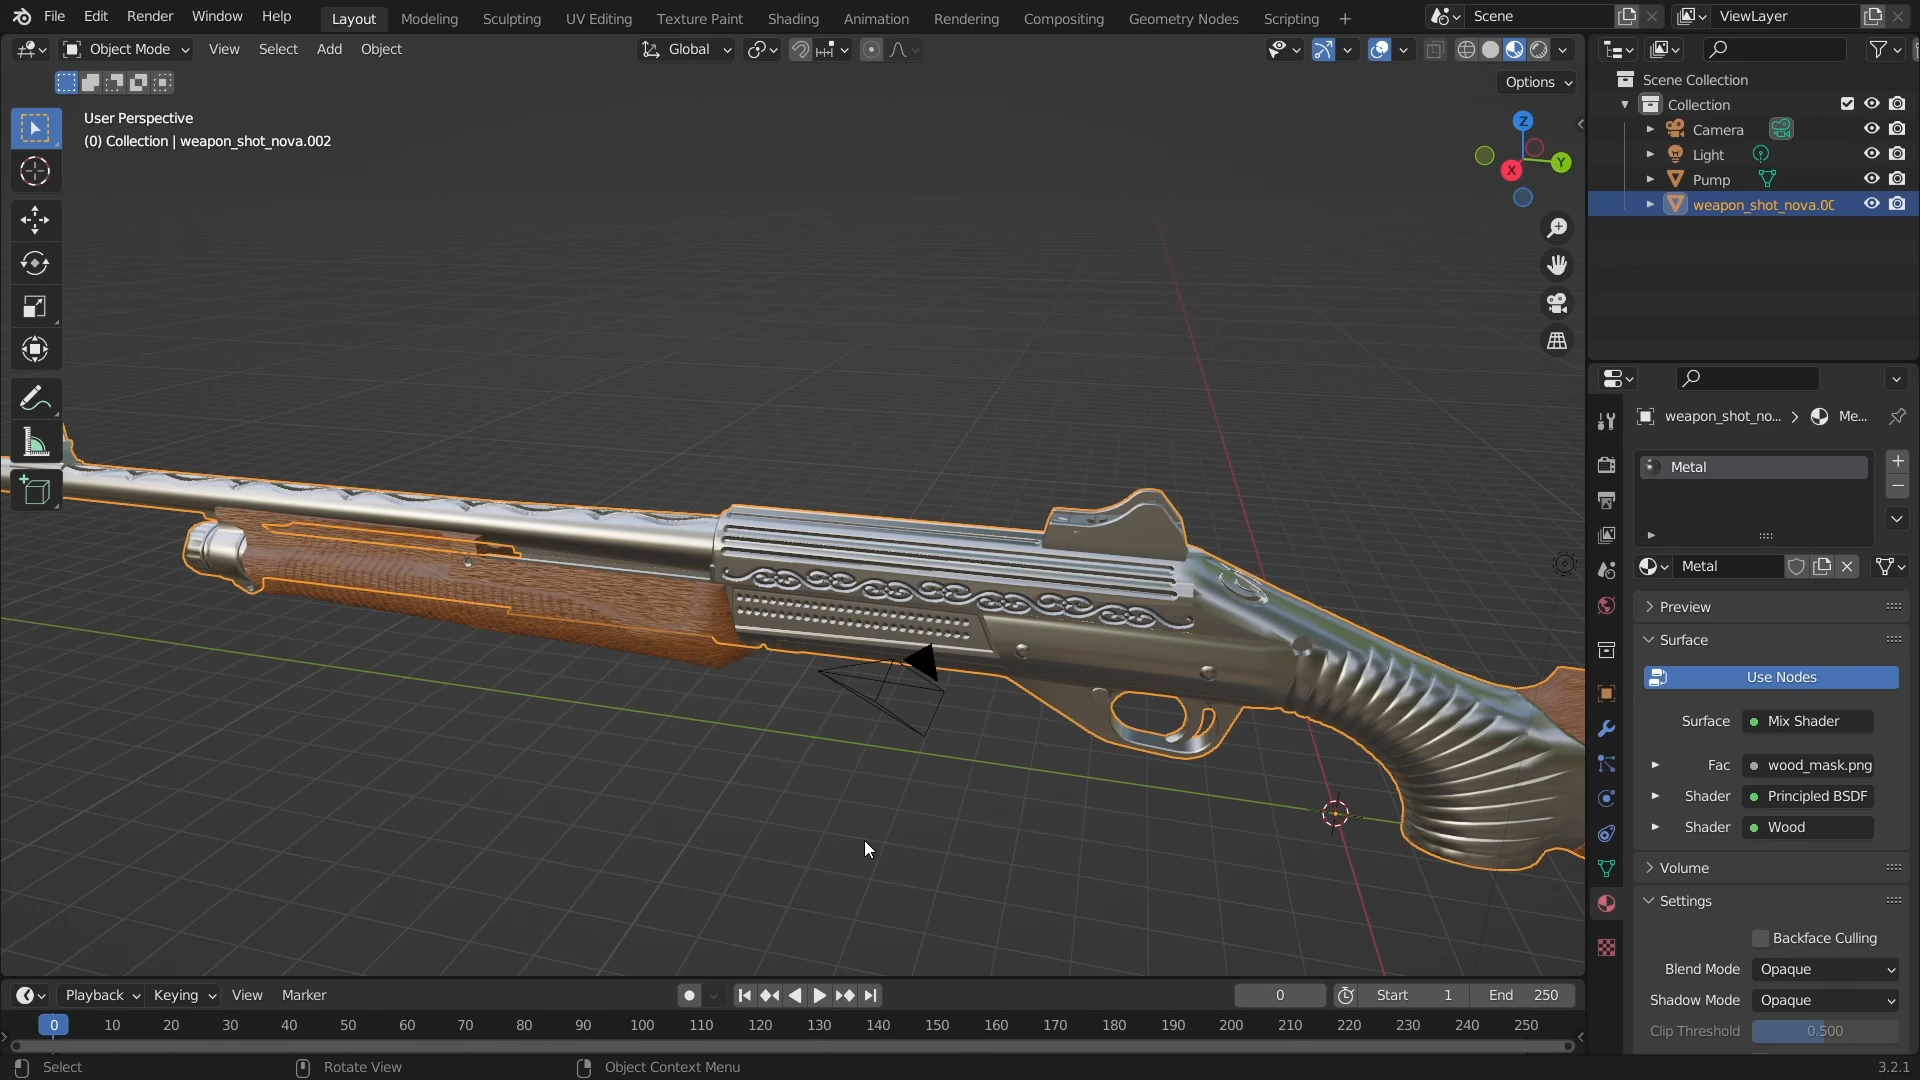 File Edit Render Window Help Layout Modeling Sculpting UV Editing Texture Paint Shading Animation Rendering Compositing Geometry Nodes Scripting + Scene ViewLayer
Object Mode View Select Add Object Global
Options
User Perspective
(0) Collection | weapon_shot_nova.002
Z
Y
X
Scene Collection
Collection
Camera
Light
Pump
weapon_shot_nova.00
weapon_shot_no... > Me...
Metal
Metal
Preview
Surface
Use Nodes
Surface Mix Shader
Fac wood_mask.png
Shader Principled BSDF
Shader Wood
Volume
Settings
Backface Culling
Blend Mode Opaque
Shadow Mode Opaque
Clip Threshold 0.500
Playback Keying View Marker 0 Start 1 End 250
0 10 20 30 40 50 60 70 80 90 100 110 120 130 140 150 160 170 180 190 200 210 220 230 240 250
Select Rotate View Object Context Menu 3.2.1